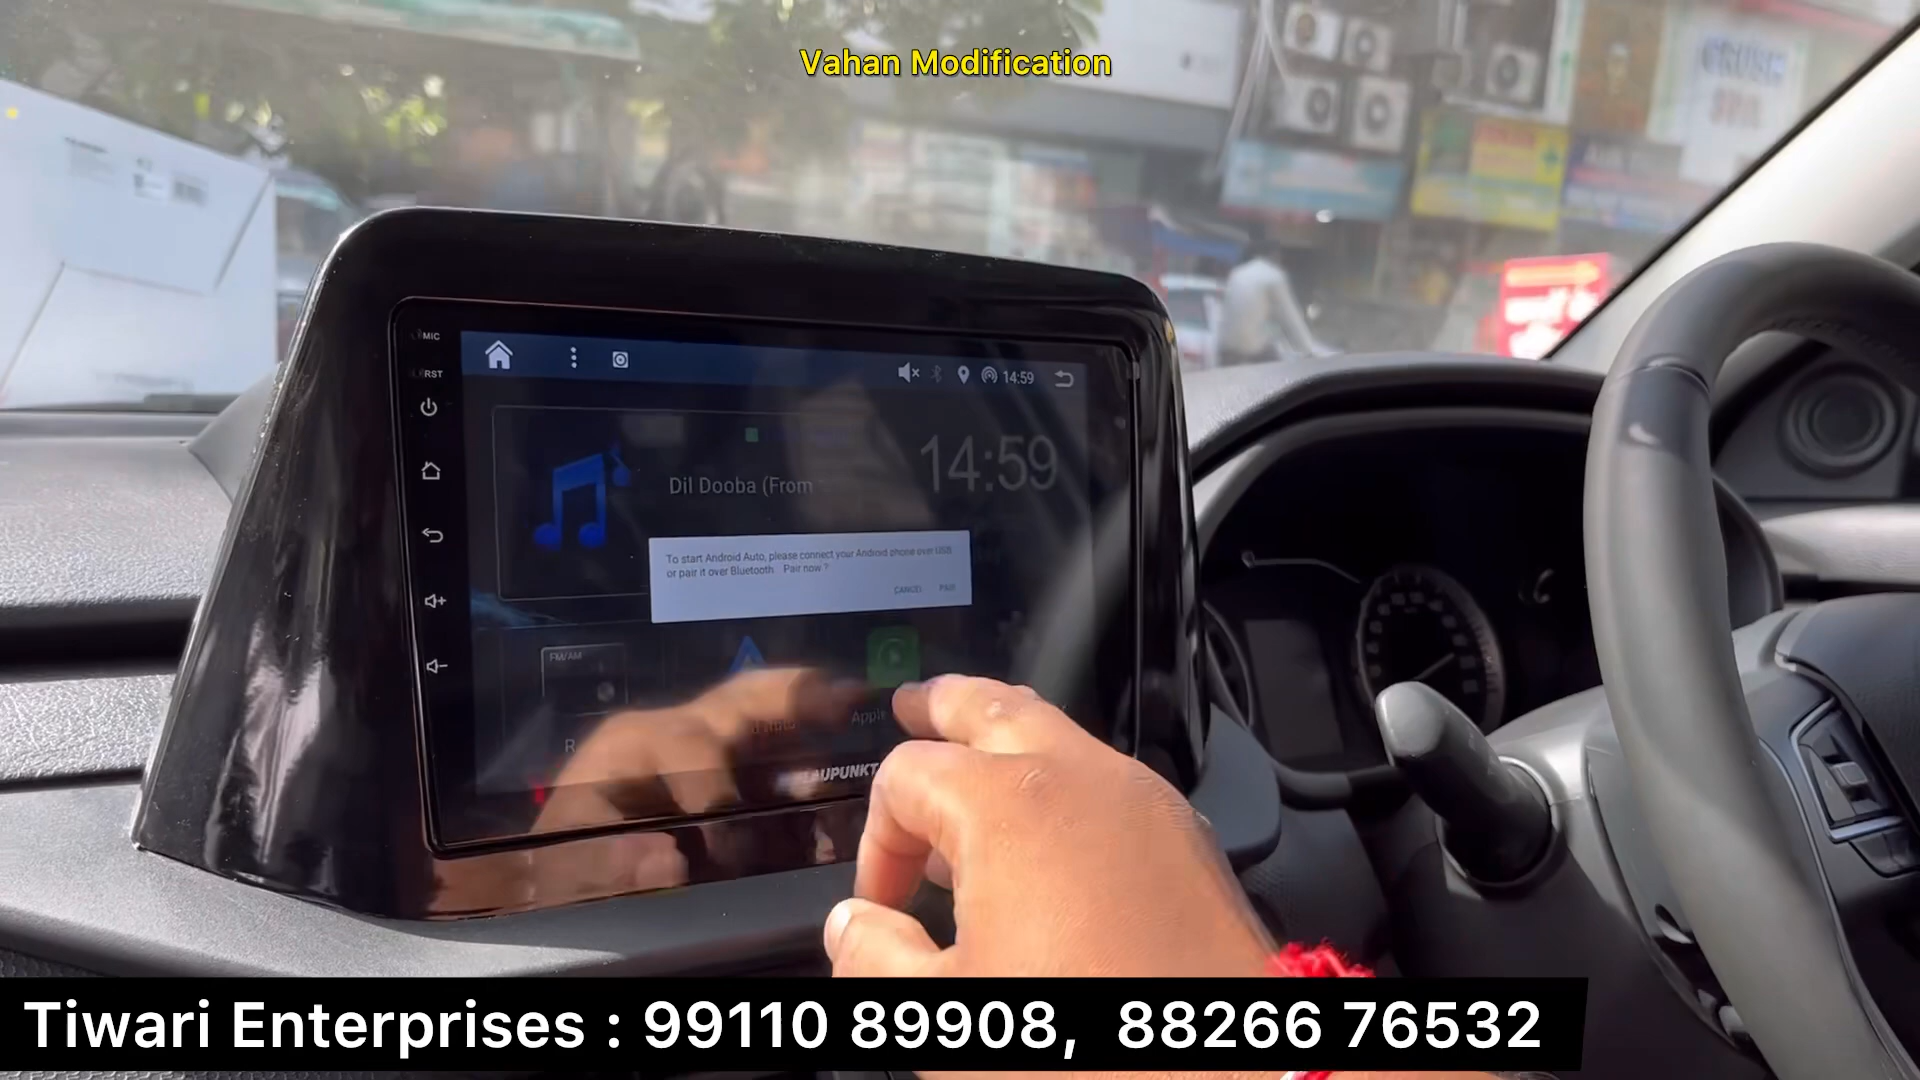 Vahan Modification
CRUSH
MIC
RST
14:59
14:59
Dil Dooba (From
To start Android Auto, please connect your Android phone over USB
or pair it over Bluetooth. Pair now ?
CANCEL PAIR
FM/AM
Apple
BLAUPUNKT
Tiwari Enterprises : 99110 89908, 88266 76532